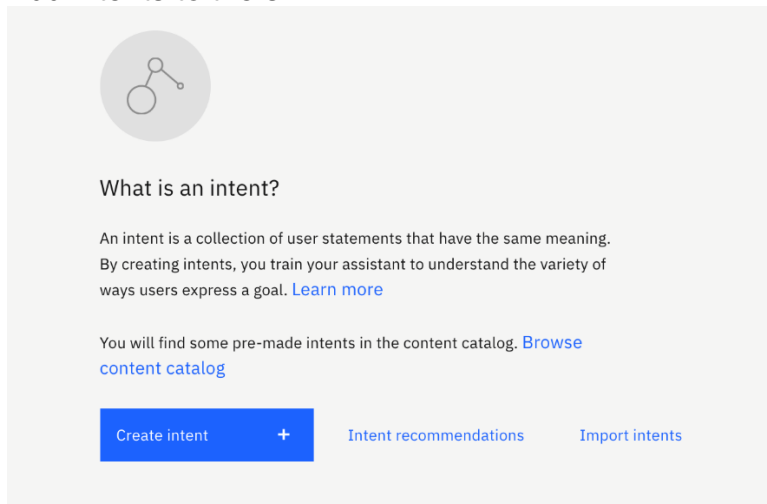 What is an intent?
An intent is a collection of user statements that have the same meaning.
By creating intents, you train your assistant to understand the variety of
ways users express a goal. Learn more
You will find some pre-made intents in the content catalog. Browse
content catalog
Create intent +
Intent recommendations
Import intents